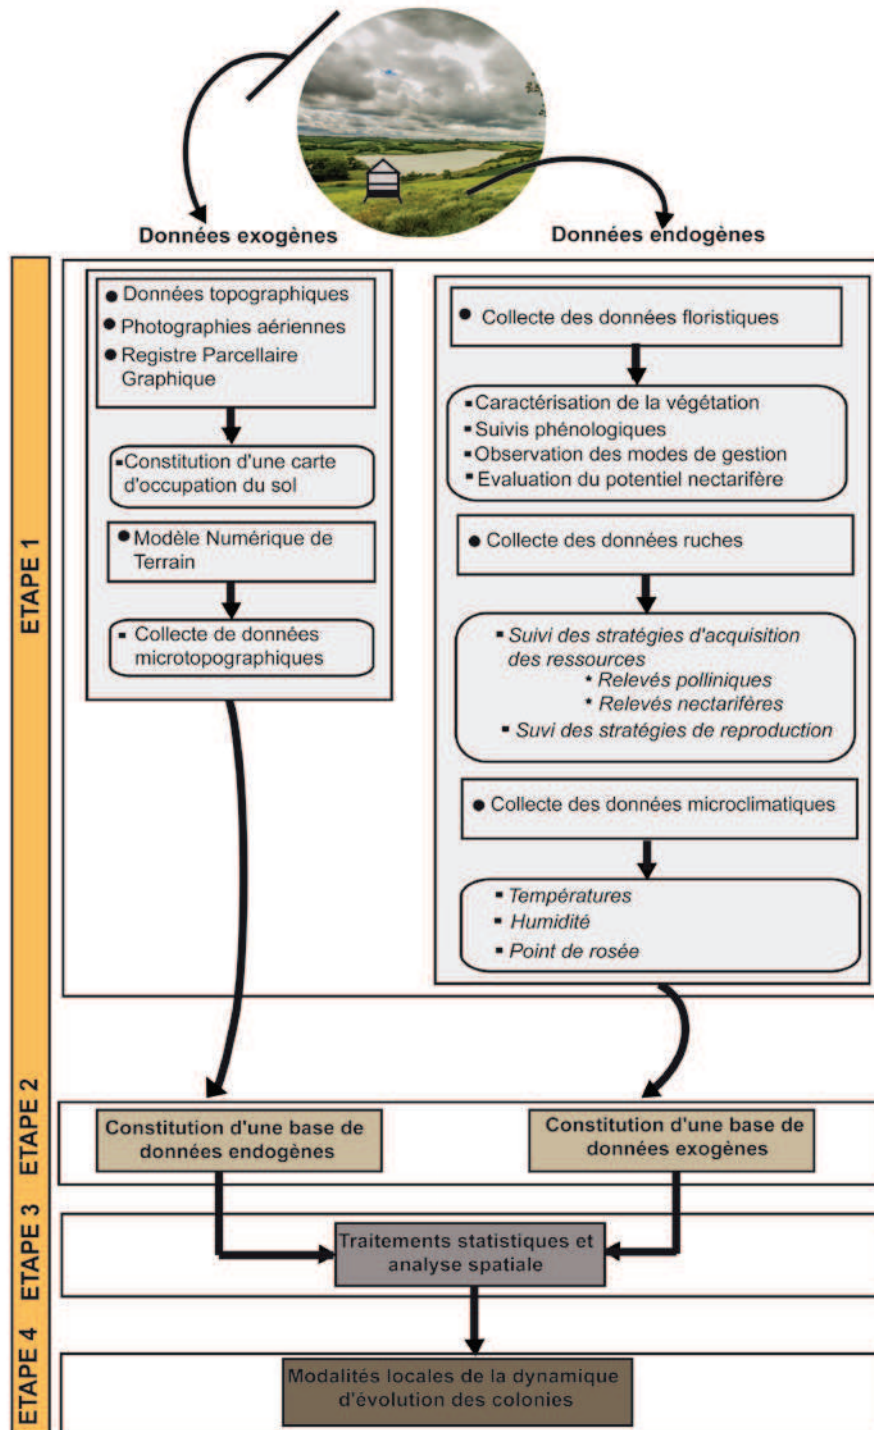 Données exogènes
Données endogènes
ETAPE 1
● Données topographiques
● Photographies aériennes
● Registre Parcellaire
Graphique
▪Constitution d'une carte
d'occupation du sol
● Modèle Numérique de
Terrain
▪ Collecte de données
microtopographiques
● Collecte des données floristiques
▪Caractérisation de la végétation
▪Suivis phénologiques
▪Observation des modes de gestion
▪ Evaluation du potentiel nectarifère
● Collecte des données ruches
▪ Suivi des stratégies d'acquisition
des ressources
* Relevés polliniques
* Relevés nectarifères
▪ Suvi des stratégies de reproduction
● Collecte des données microclimatiques
▪ Températures
▪ Humidité
▪ Point de rosée
ETAPE 2
Constitution d'une base de
données endogènes
Constitution d'une base de
données exogènes
ETAPE 3
Traitements statistiques et
analyse spatiale
ETAPE 4
Modalités locales de la dynamique
d'évolution des colonies